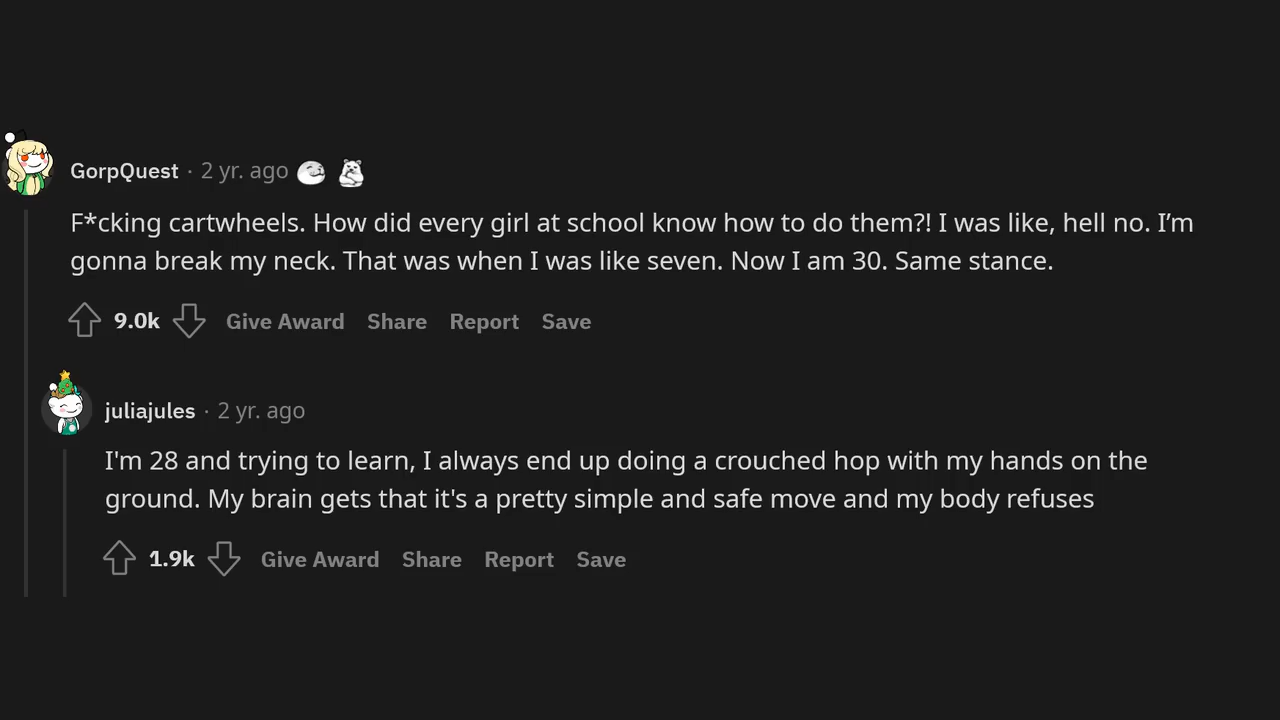 GorpQuest · 2 yr. ago
F*cking cartwheels. How did every girl at school know how to do them?! I was like, hell no. I’m
gonna break my neck. That was when I was like seven. Now I am 30. Same stance.
9.0k Give Award Share Report Save
juliajules · 2 yr. ago
I'm 28 and trying to learn, I always end up doing a crouched hop with my hands on the
ground. My brain gets that it's a pretty simple and safe move and my body refuses
1.9k Give Award Share Report Save